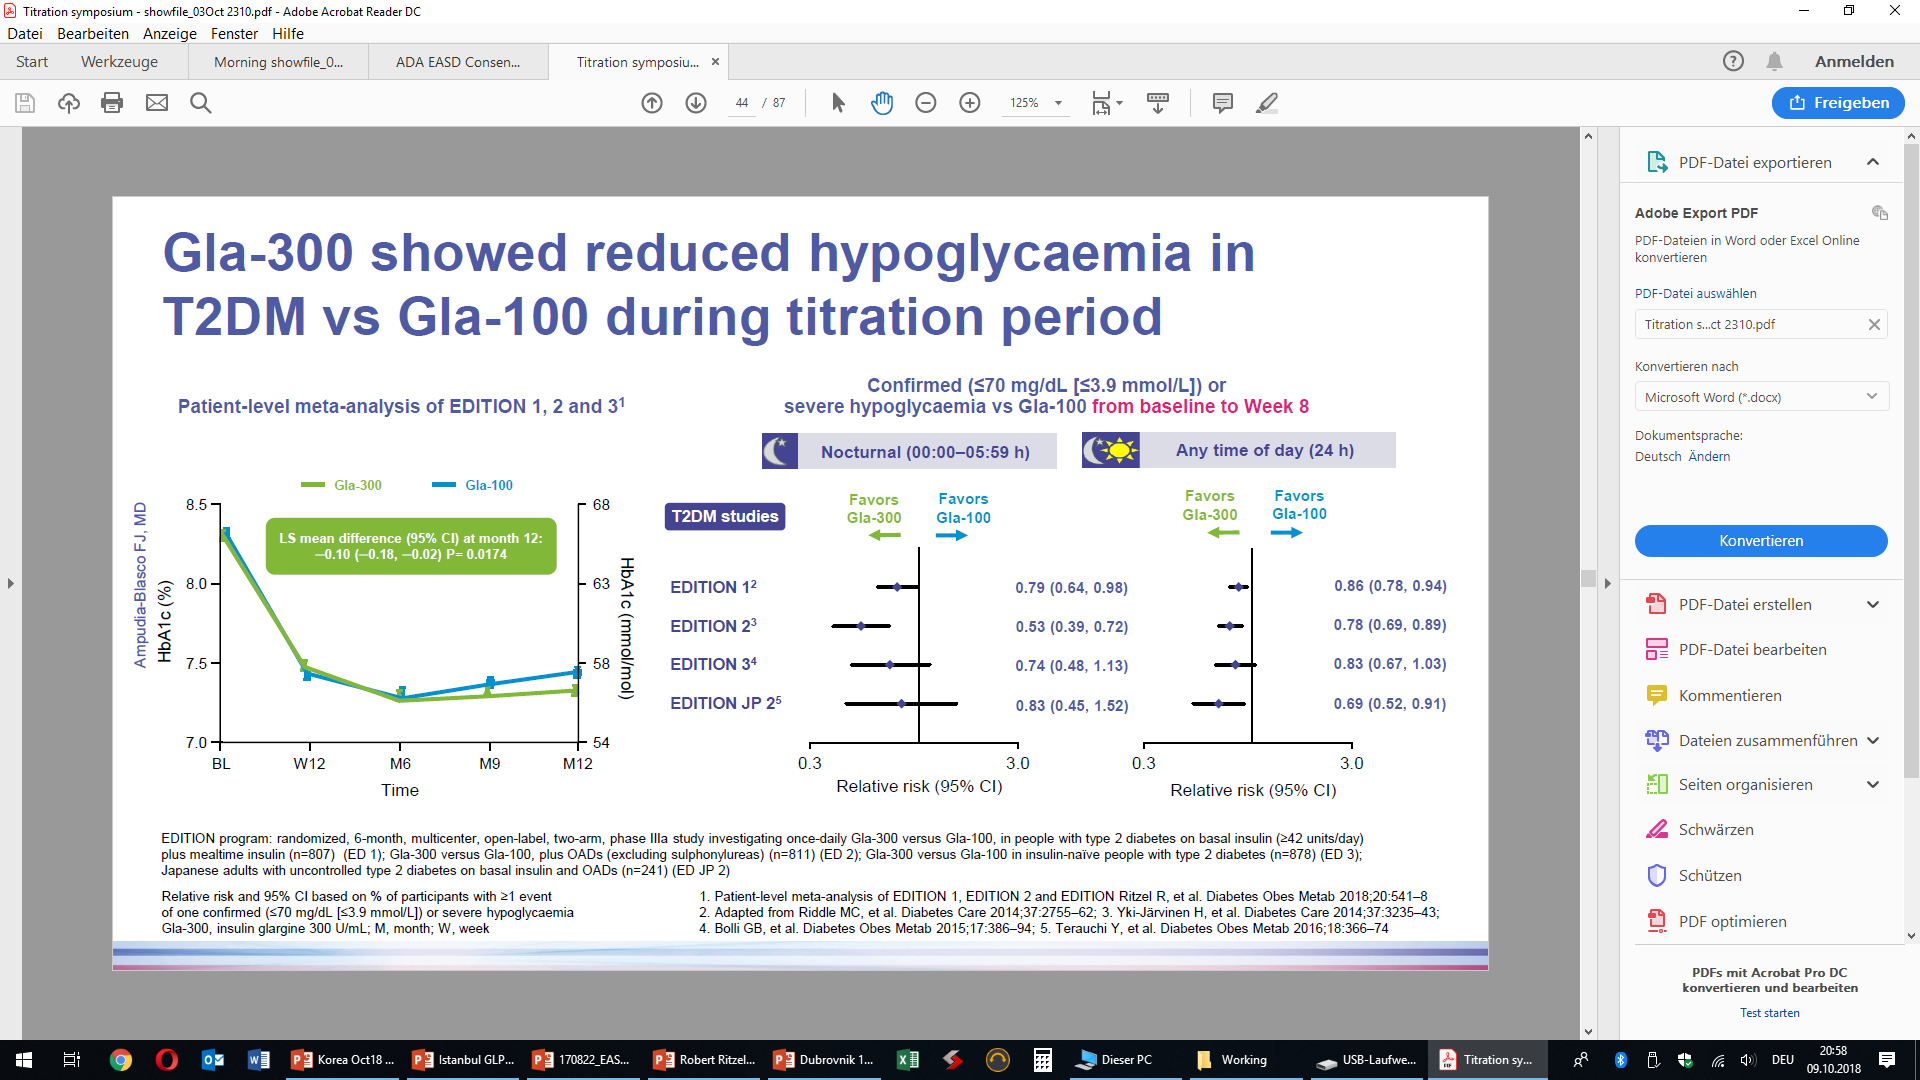 Titration symposium - showfile_03Oct 2310.pdf - Adobe Acrobat Reader DC
Datei Bearbeiten Anzeige Fenster Hilfe
Start Werkzeuge Morning showfile_0... ADA EASD Consen... Titration symposiu... ×
? Anmelden
44 / 87 125% Freigeben
Gla-300 showed reduced hypoglycaemia in
T2DM vs Gla-100 during titration period
Patient-level meta-analysis of EDITION 1, 2 and 3¹
Gla-300 Gla-100
LS mean difference (95% CI) at month 12:
–0.10 (–0.18, –0.02) P= 0.0174
Ampudia-Blasco FJ, MD
HbA1c (%)
8.5
8.0
7.5
7.0
68
63
58
54
HbA1c (mmol/mol)
BL W12 M6 M9 M12
Time
Confirmed (≤70 mg/dL [≤3.9 mmol/L]) or
severe hypoglycaemia vs Gla-100 from baseline to Week 8
Nocturnal (00:00–05:59 h) Any time of day (24 h)
T2DM studies
Favors
Gla-300
Favors
Gla-100
Favors
Gla-300
Favors
Gla-100
EDITION 1² 0.79 (0.64, 0.98) 0.86 (0.78, 0.94)
EDITION 2³ 0.53 (0.39, 0.72) 0.78 (0.69, 0.89)
EDITION 3⁴ 0.74 (0.48, 1.13) 0.83 (0.67, 1.03)
EDITION JP 2⁵ 0.83 (0.45, 1.52) 0.69 (0.52, 0.91)
0.3 3.0 0.3 3.0
Relative risk (95% CI) Relative risk (95% CI)
EDITION program: randomized, 6-month, multicenter, open-label, two-arm, phase IIIa study investigating once-daily Gla-300 versus Gla-100, in people with type 2 diabetes on basal insulin (≥42 units/day)
plus mealtime insulin (n=807) (ED 1); Gla-300 versus Gla-100, plus OADs (excluding sulphonylureas) (n=811) (ED 2); Gla-300 versus Gla-100 in insulin-naïve people with type 2 diabetes (n=878) (ED 3);
Japanese adults with uncontrolled type 2 diabetes on basal insulin and OADs (n=241) (ED JP 2)
Relative risk and 95% CI based on % of participants with ≥1 event
of one confirmed (≤70 mg/dL [≤3.9 mmol/L]) or severe hypoglycaemia
Gla-300, insulin glargine 300 U/mL; M, month; W, week
1. Patient-level meta-analysis of EDITION 1, EDITION 2 and EDITION Ritzel R, et al. Diabetes Obes Metab 2018;20:541–8
2. Adapted from Riddle MC, et al. Diabetes Care 2014;37:2755–62; 3. Yki-Järvinen H, et al. Diabetes Care 2014;37:3235–43;
4. Bolli GB, et al. Diabetes Obes Metab 2015;17:386–94; 5. Terauchi Y, et al. Diabetes Obes Metab 2016;18:366–74
PDF-Datei exportieren
Adobe Export PDF
PDF-Dateien in Word oder Excel Online
konvertieren
PDF-Datei auswählen
Titration s...ct 2310.pdf
Konvertieren nach
Microsoft Word (*.docx)
Dokumentsprache:
Deutsch Ändern
Konvertieren
PDF-Datei erstellen
PDF-Datei bearbeiten
Kommentieren
Dateien zusammenführen
Seiten organisieren
Schwärzen
Schützen
PDF optimieren
PDFs mit Acrobat Pro DC
konvertieren und bearbeiten
Test starten
Korea Oct18 ... Istanbul GLP... 170822_EAS... Robert Ritzel... Dubrovnik 1... Dieser PC Working USB-Laufwe... Titration sy... DEU
20:58
09.10.2018